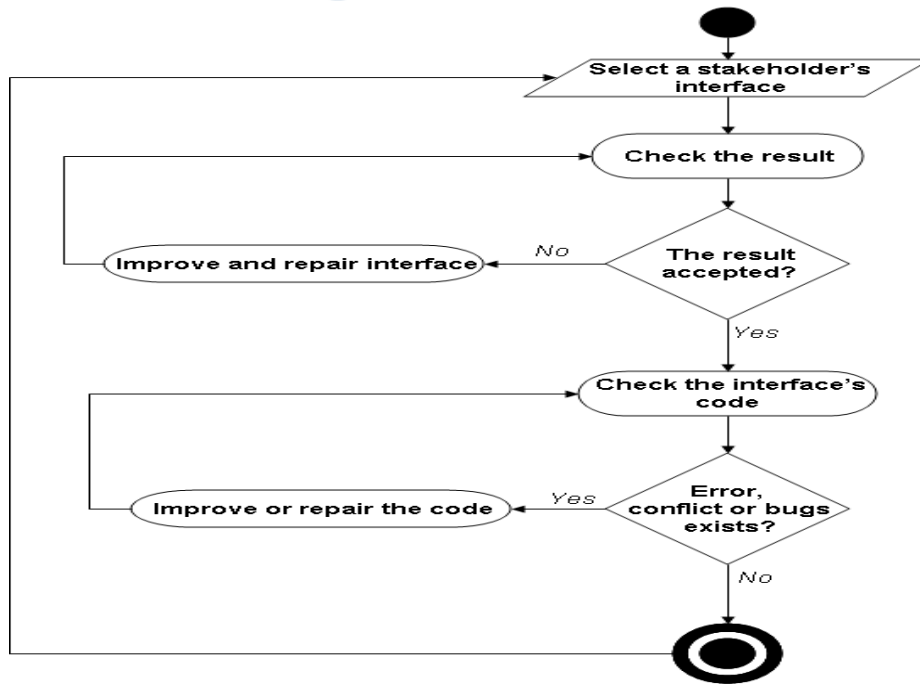 Select a stakeholder's
interface
Check the result
The result
accepted?
No
Improve and repair interface
Yes
Check the interface's
code
Error,
conflict or bugs
exists?
Yes
Improve or repair the code
No